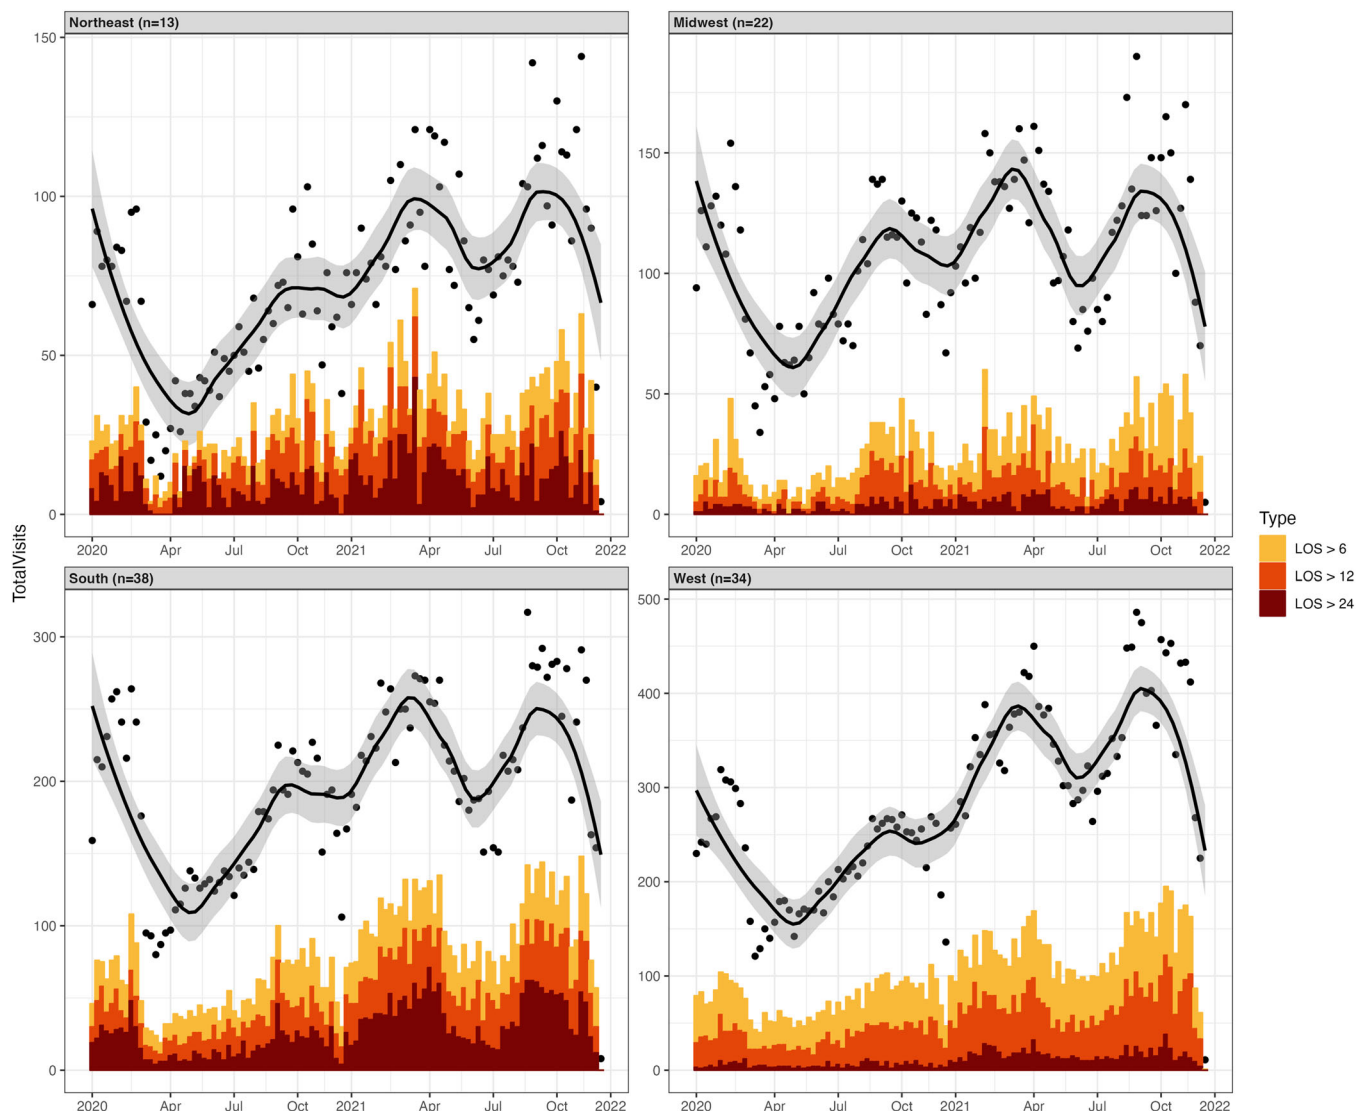 Northeast (n=13)
Midwest (n=22)
150
100
50
0
150
100
50
0
2020 Apr Jul Oct 2021 Apr Jul Oct 2022
2020 Apr Jul Oct 2021 Apr Jul Oct 2022
TotalVisits
South (n=38)
West (n=34)
300
200
100
0
500
400
300
200
100
0
2020 Apr Jul Oct 2021 Apr Jul Oct 2022
2020 Apr Jul Oct 2021 Apr Jul Oct 2022
Type
LOS > 6
LOS > 12
LOS > 24